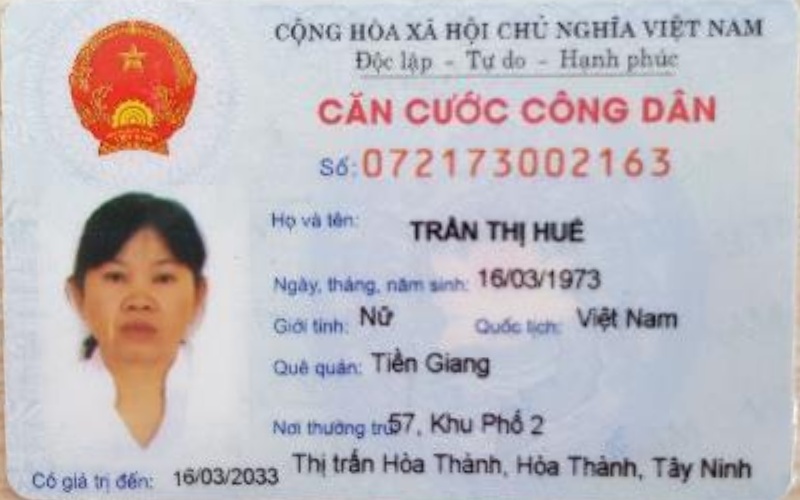 CỘNG HÒA XÃ HỘI CHỦ NGHĨA VIỆT NAM
Độc lập - Tự do - Hạnh phúc
CĂN CƯỚC CÔNG DÂN
Số: 072173002163
Họ và tên: TRẦN THỊ HUÊ
Ngày, tháng, năm sinh: 16/03/1973
Giới tính: Nữ Quốc tịch: Việt Nam
Quê quán: Tiền Giang
Nơi thường trú: 57, Khu Phố 2
Thị trấn Hòa Thành, Hòa Thành, Tây Ninh
Có giá trị đến: 16/03/2033